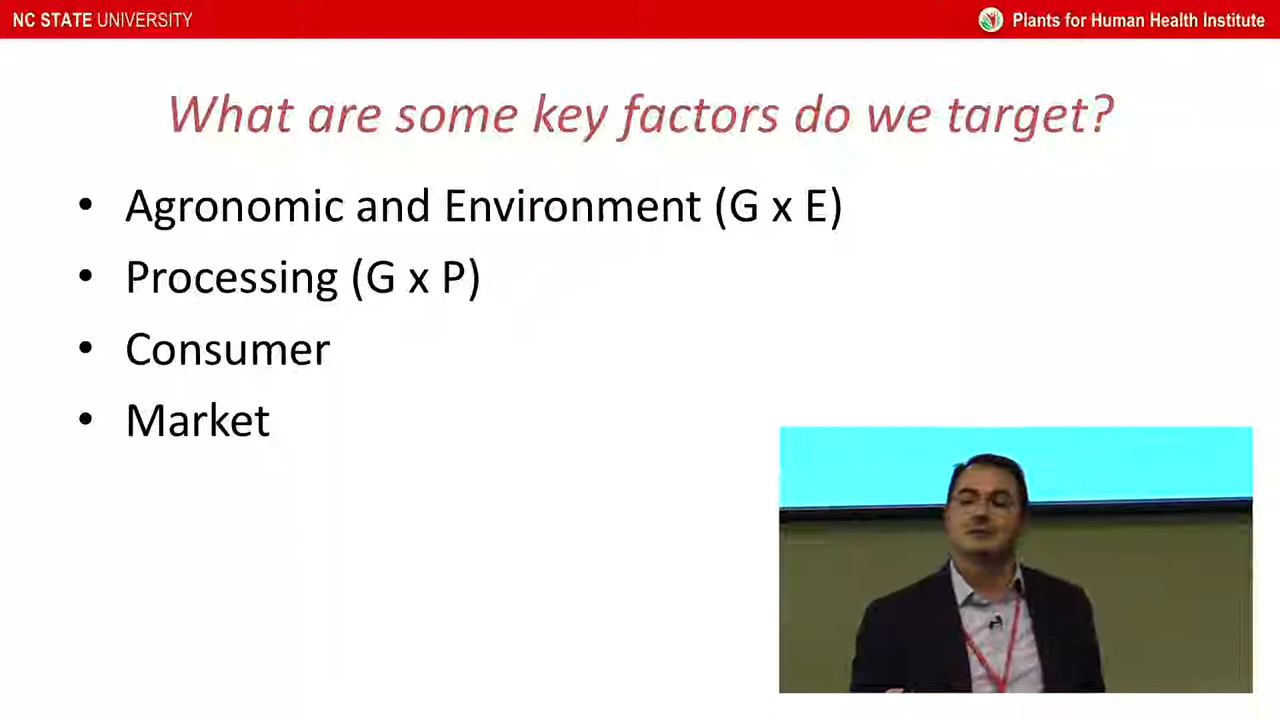 NC STATE UNIVERSITY
Plants for Human Health Institute
What are some key factors do we target?
• Agronomic and Environment (G x E)
• Processing (G x P)
• Consumer
• Market